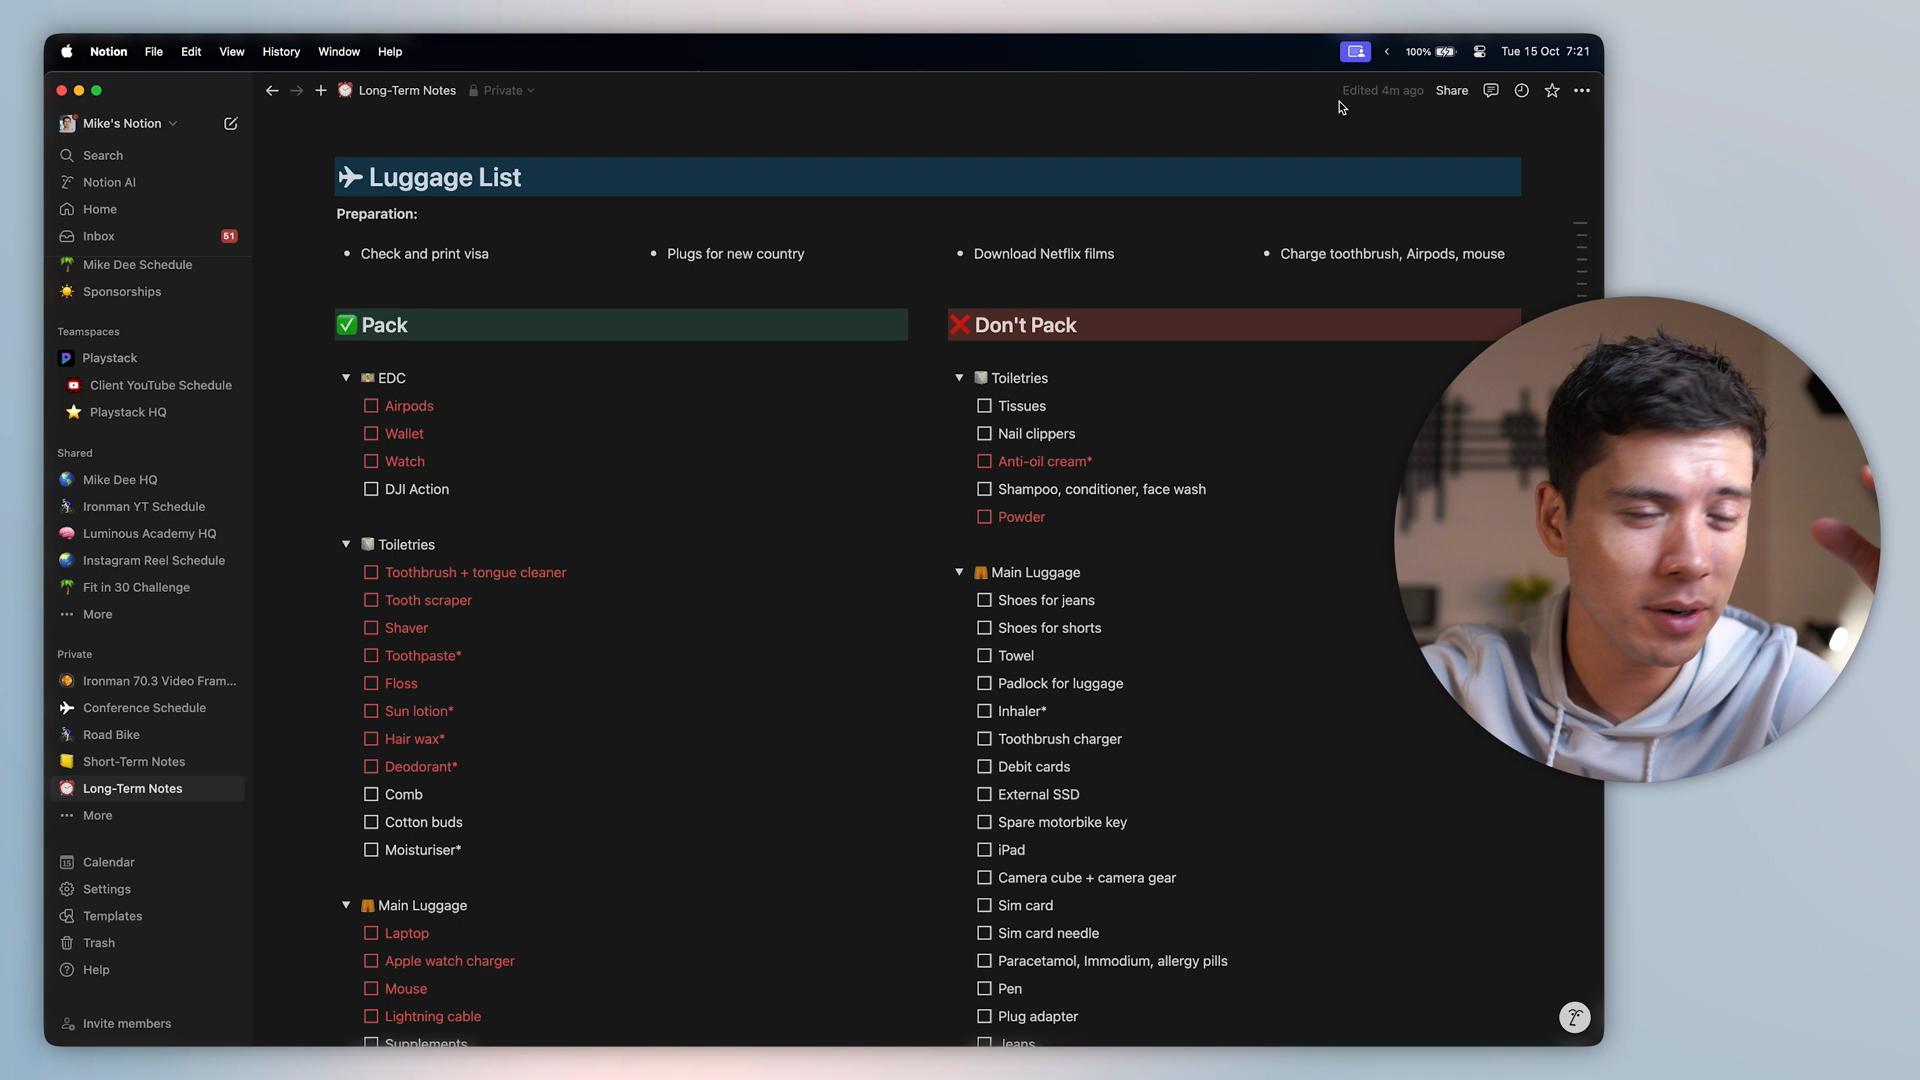 Notion File Edit View History Window Help
100% Tue 15 Oct 7:21
Long-Term Notes Private
Edited 4m ago Share
Mike's Notion
Search
Notion AI
Home
Inbox 51
Mike Dee Schedule
Sponsorships
Teamspaces
Playstack
Client YouTube Schedule
Playstack HQ
Shared
Mike Dee HQ
Ironman YT Schedule
Luminous Academy HQ
Instagram Reel Schedule
Fit in 30 Challenge
More
Private
Ironman 70.3 Video Fram...
Conference Schedule
Road Bike
Short-Term Notes
Long-Term Notes
More
Calendar
Settings
Templates
Trash
Help
Invite members
Luggage List
Preparation:
• Check and print visa
• Plugs for new country
• Download Netflix films
• Charge toothbrush, Airpods, mouse
Pack
EDC
Airpods
Wallet
Watch
DJI Action
Toiletries
Toothbrush + tongue cleaner
Tooth scraper
Shaver
Toothpaste*
Floss
Sun lotion*
Hair wax*
Deodorant*
Comb
Cotton buds
Moisturiser*
Main Luggage
Laptop
Apple watch charger
Mouse
Lightning cable
Supplements
Don't Pack
Toiletries
Tissues
Nail clippers
Anti-oil cream*
Shampoo, conditioner, face wash
Powder
Main Luggage
Shoes for jeans
Shoes for shorts
Towel
Padlock for luggage
Inhaler*
Toothbrush charger
Debit cards
External SSD
Spare motorbike key
iPad
Camera cube + camera gear
Sim card
Sim card needle
Paracetamol, Immodium, allergy pills
Pen
Plug adapter
Jeans